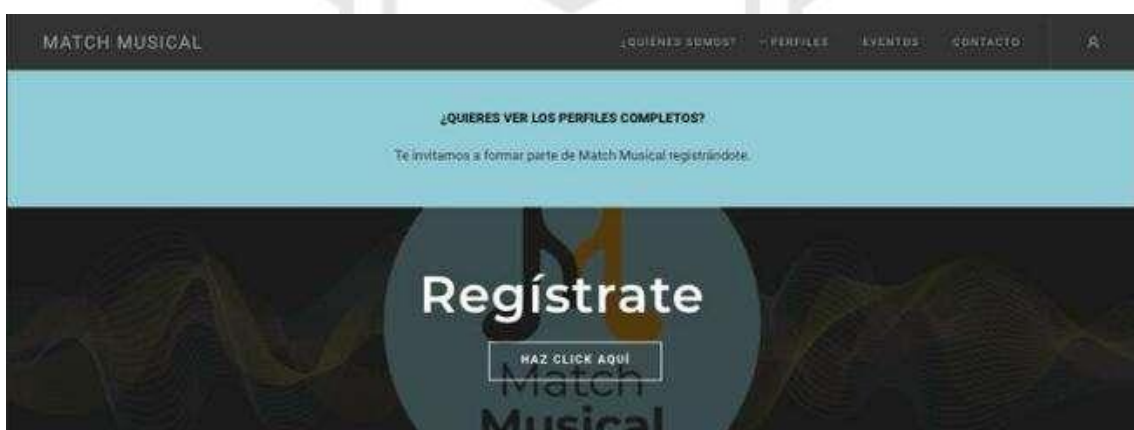 MATCH MUSICAL
¿QUIÉNES SOMOS? PERFILES EVENTOS CONTACTO
¿QUIERES VER LOS PERFILES COMPLETOS?
Te invitamos a formar parte de Match Musical registrándote.
Regístrate
HAZ CLICK AQUÍ
Match
Musical